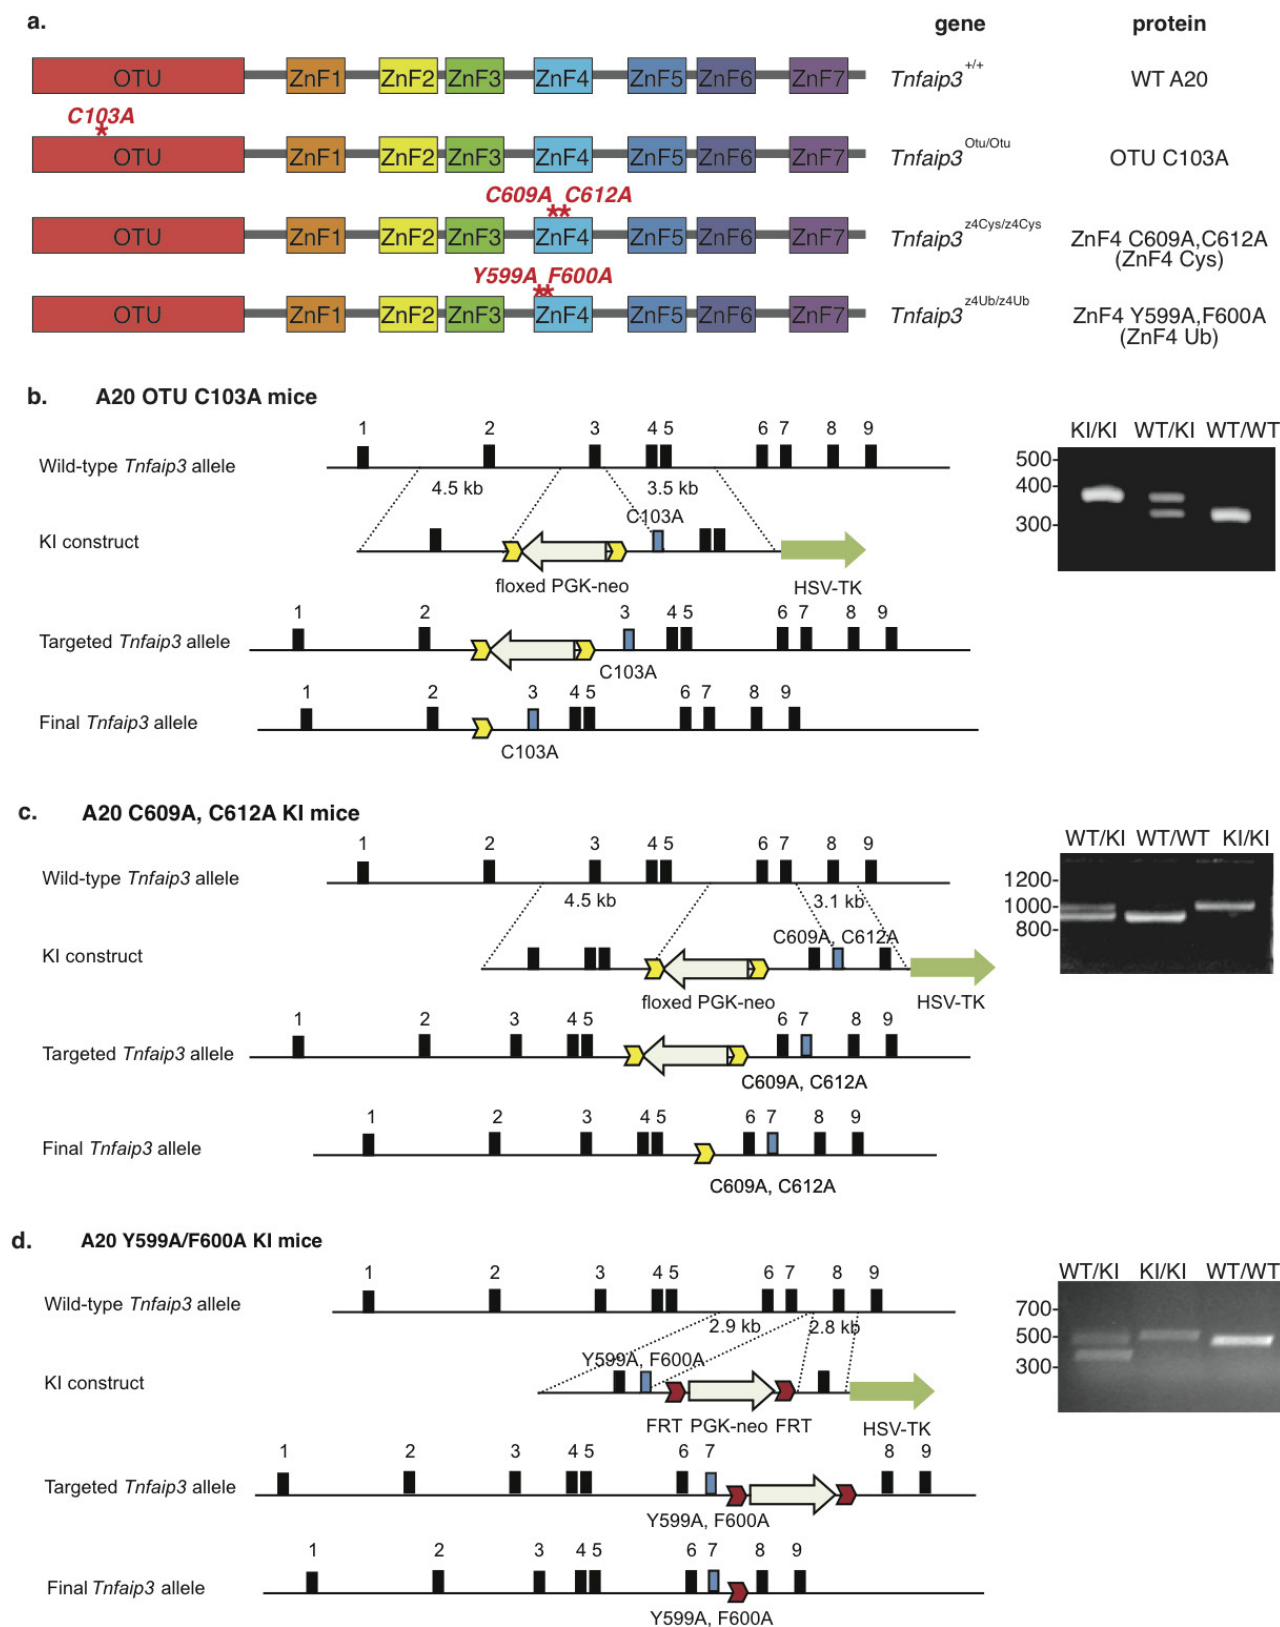 a.
gene protein
OTU ZnF1 ZnF2 ZnF3 ZnF4 ZnF5 ZnF6 ZnF7 Tnfaip3 +/+ WT A20
C103A
OTU ZnF1 ZnF2 ZnF3 ZnF4 ZnF5 ZnF6 ZnF7 Tnfaip3 Otu/Otu OTU C103A
C609A C612A
**
OTU ZnF1 ZnF2 ZnF3 ZnF4 ZnF5 ZnF6 ZnF7 Tnfaip3 z4Cys/z4Cys ZnF4 C609A,C612A
(ZnF4 Cys)
Y599A F600A
**
OTU ZnF1 ZnF2 ZnF3 ZnF4 ZnF5 ZnF6 ZnF7 Tnfaip3 z4Ub/z4Ub ZnF4 Y599A,F600A
(ZnF4 Ub)
b. A20 OTU C103A mice
1 2 3 4 5 6 7 8 9
Wild-type Tnfaip3 allele
4.5 kb 3.5 kb
C103A
KI construct
floxed PGK-neo HSV-TK
1 2 3 4 5 6 7 8 9
Targeted Tnfaip3 allele
C103A
1 2 3 4 5 6 7 8 9
Final Tnfaip3 allele
C103A
KI/KI WT/KI WT/WT
500-
400-
300-
c. A20 C609A, C612A KI mice
1 2 3 4 5 6 7 8 9
Wild-type Tnfaip3 allele
4.5 kb 3.1 kb
C609A, C612A
KI construct
floxed PGK-neo HSV-TK
1 2 3 4 5 6 7 8 9
Targeted Tnfaip3 allele
C609A, C612A
1 2 3 4 5 6 7 8 9
Final Tnfaip3 allele
C609A, C612A
WT/KI WT/WT KI/KI
1200-
1000-
800-
d. A20 Y599A/F600A KI mice
1 2 3 4 5 6 7 8 9
Wild-type Tnfaip3 allele
2.9 kb 2.8 kb
Y599A, F600A
KI construct
FRT PGK-neo FRT HSV-TK
1 2 3 4 5 6 7 8 9
Targeted Tnfaip3 allele
Y599A, F600A
1 2 3 4 5 6 7 8 9
Final Tnfaip3 allele
Y599A, F600A
WT/KI KI/KI WT/WT
700-
500-
300-